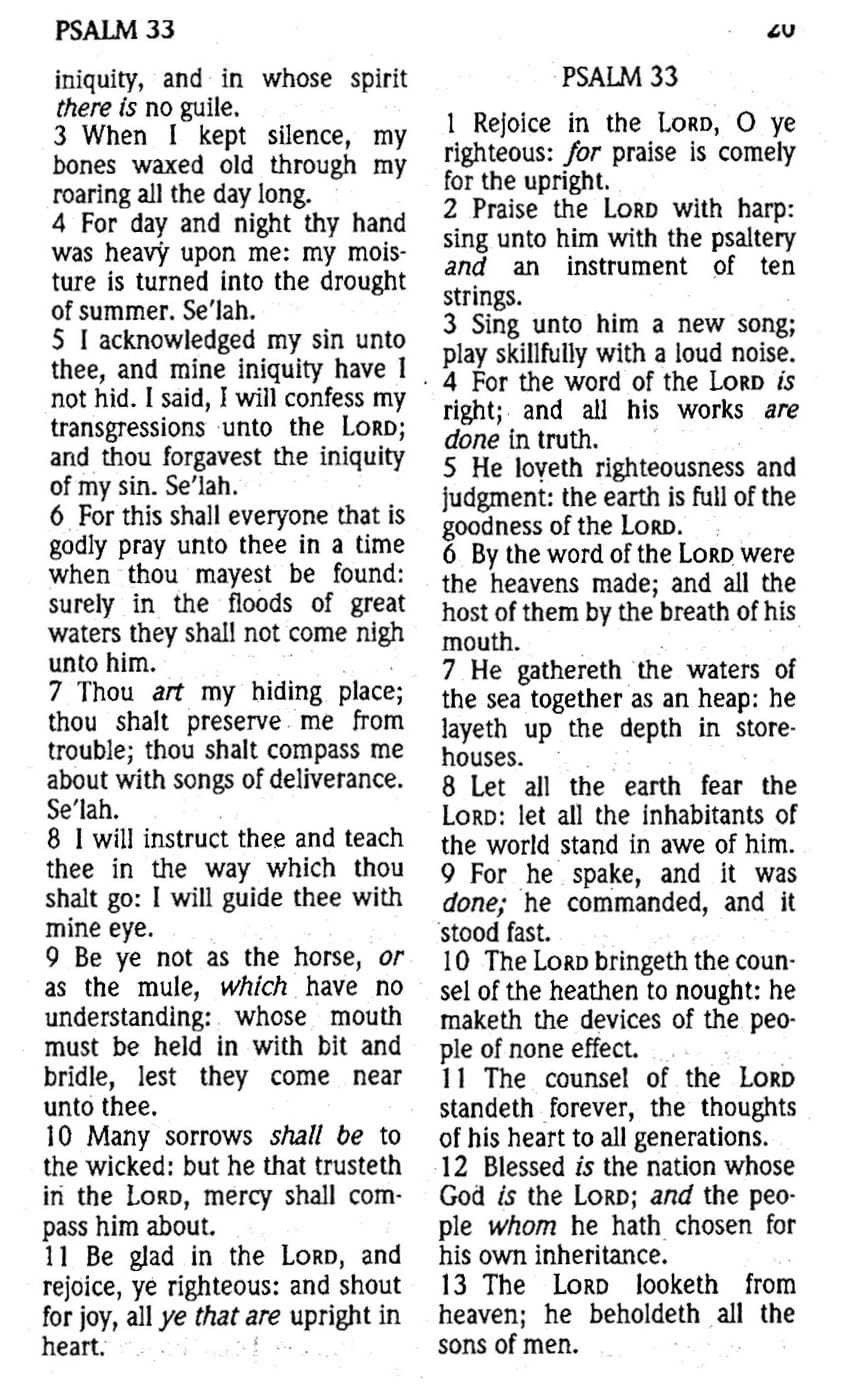 PSALM 33
iniquity, and in whose spirit
there is no guile.
3 When I kept silence, my
bones waxed old through my
roaring all the day long.
4 For day and night thy hand
was heavy upon me: my mois-
ture is turned into the drought
of summer. Se'lah.
5 I acknowledged my sin unto
thee, and mine iniquity have I
not hid. I said, I will confess my
transgressions unto the LORD;
and thou forgavest the iniquity
of my sin. Se'lah.
6 For this shall everyone that is
godly pray unto thee in a time
when thou mayest be found:
surely in the floods of great
waters they shall not come nigh
unto him.
7 Thou art my hiding place;
thou shalt preserve me from
trouble; thou shalt compass me
about with songs of deliverance.
Se'lah.
8 I will instruct thee and teach
thee in the way which thou
shalt go: I will guide thee with
mine eye.
9 Be ye not as the horse, or
as the mule, which have no
understanding: whose mouth
must be held in with bit and
bridle, lest they come near
unto thee.
10 Many sorrows shall be to
the wicked: but he that trusteth
in the LORD, mercy shall com-
pass him about.
11 Be glad in the LORD, and
rejoice, ye righteous: and shout
for joy, all ye that are upright in
heart.
PSALM 33
1 Rejoice in the LORD, O ye
righteous: for praise is comely
for the upright.
2 Praise the LORD with harp:
sing unto him with the psaltery
and an instrument of ten
strings.
3 Sing unto him a new song;
play skillfully with a loud noise.
4 For the word of the LORD is
right; and all his works are
done in truth.
5 He loveth righteousness and
judgment: the earth is full of the
goodness of the LORD.
6 By the word of the LORD were
the heavens made; and all the
host of them by the breath of his
mouth.
7 He gathereth the waters of
the sea together as an heap: he
layeth up the depth in store-
houses.
8 Let all the earth fear the
LORD: let all the inhabitants of
the world stand in awe of him.
9 For he spake, and it was
done; he commanded, and it
stood fast.
10 The LORD bringeth the coun-
sel of the heathen to nought: he
maketh the devices of the peo-
ple of none effect.
11 The counsel of the LORD
standeth forever, the thoughts
of his heart to all generations.
12 Blessed is the nation whose
God is the LORD; and the peo-
ple whom he hath chosen for
his own inheritance.
13 The LORD looketh from
heaven; he beholdeth all the
sons of men.